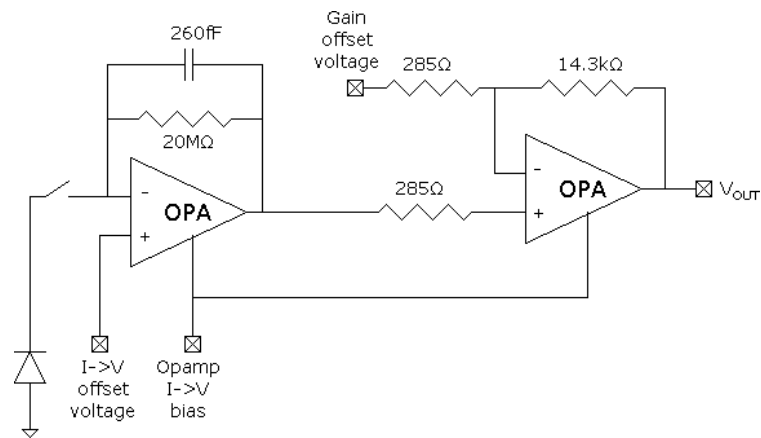 260fF
20MΩ
-
OPA
+
Gain
offset
voltage
285Ω
14.3kΩ
-
OPA
+
285Ω
VOUT
I->V
offset
voltage
Opamp
I->V
bias